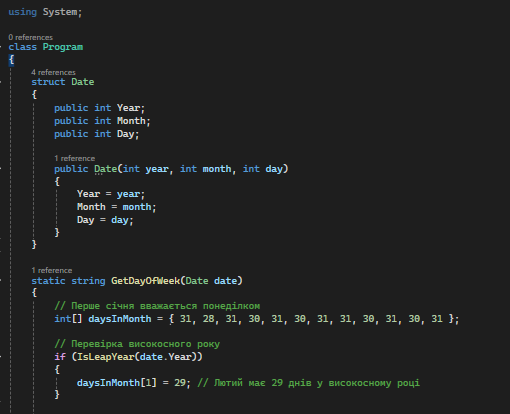 using System;
0 references
class Program
{
4 references
struct Date
{
public int Year;
public int Month;
public int Day;
1 reference
public Date(int year, int month, int day)
{
Year = year;
Month = month;
Day = day;
}
}
1 reference
static string GetDayOfWeek(Date date)
{
// Перше січня вважається понеділком
int[] daysInMonth = { 31, 28, 31, 30, 31, 30, 31, 31, 30, 31, 30, 31 };
// Перевірка високосного року
if (IsLeapYear(date.Year))
{
daysInMonth[1] = 29; // Лютий має 29 днів у високосному році
}